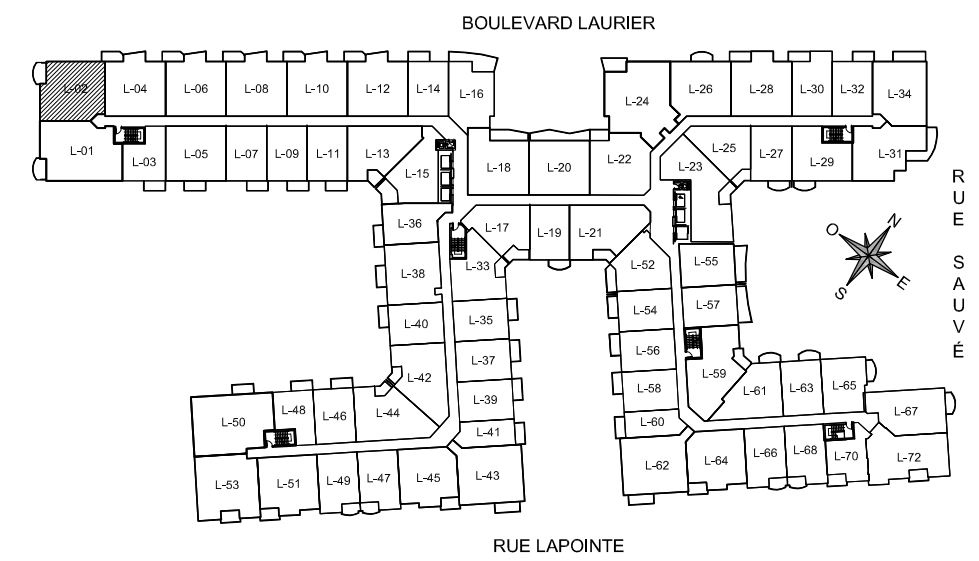 BOULEVARD LAURIER
L-02
L-04
L-06
L-08
L-10
L-12
L-14
L-16
L-24
L-26
L-28
L-30
L-32
L-34
L-01
L-03
L-05
L-07
L-09
L-11
L-13
L-15
L-18
L-20
L-22
L-23
L-25
L-27
L-29
L-31
L-36
L-17
L-19
L-21
L-33
L-38
L-52
L-55
L-54
L-57
L-40
L-35
L-56
L-37
L-42
L-58
L-59
L-61
L-63
L-65
L-39
L-60
L-41
L-50
L-48
L-46
L-44
L-67
L-53
L-51
L-49
L-47
L-45
L-43
L-62
L-64
L-66
L-68
L-70
L-72
RUE SAUVÉ
N
O
E
S
RUE LAPOINTE